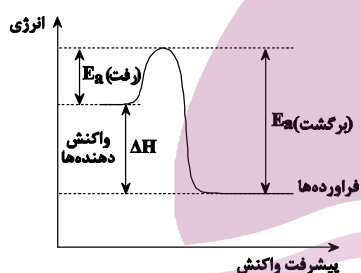 انرژی
Ea(رفت)
Ea(برگشت)
واکنش
دهنده‌ها
ΔH
فراورده‌ها
پیشرفت واکنش